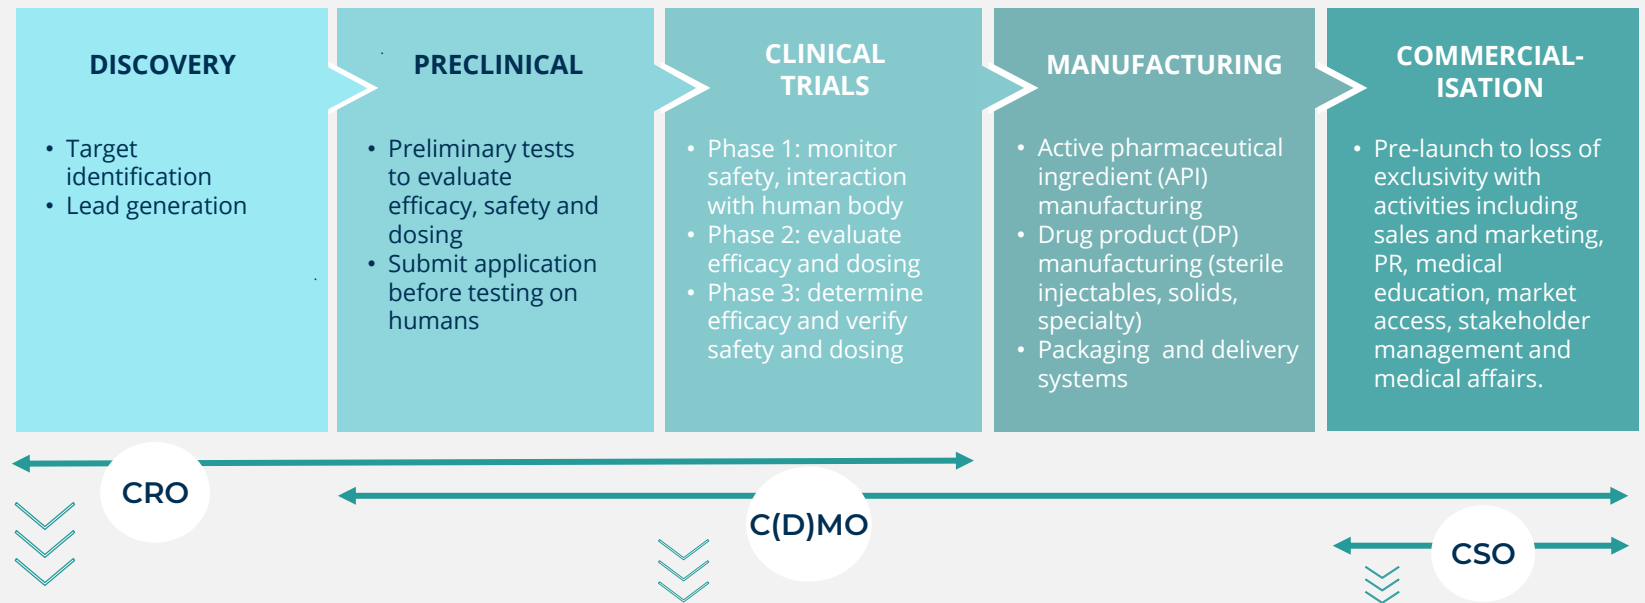 DISCOVERY
• Target
identification
• Lead generation
PRECLINICAL
• Preliminary tests
to evaluate
efficacy, safety and
dosing
• Submit application
before testing on
humans
CLINICAL
TRIALS
• Phase 1: monitor
safety, interaction
with human body
• Phase 2: evaluate
efficacy and dosing
• Phase 3: determine
efficacy and verify
safety and dosing
MANUFACTURING
• Active pharmaceutical
ingredient (API)
manufacturing
• Drug product (DP)
manufacturing (sterile
injectables, solids,
specialty)
• Packaging and delivery
systems
COMMERCIAL-
ISATION
• Pre-launch to loss of
exclusivity with
activities including
sales and marketing,
PR, medical
education, market
access, stakeholder
management and
medical affairs.
CRO
C(D)MO
CSO